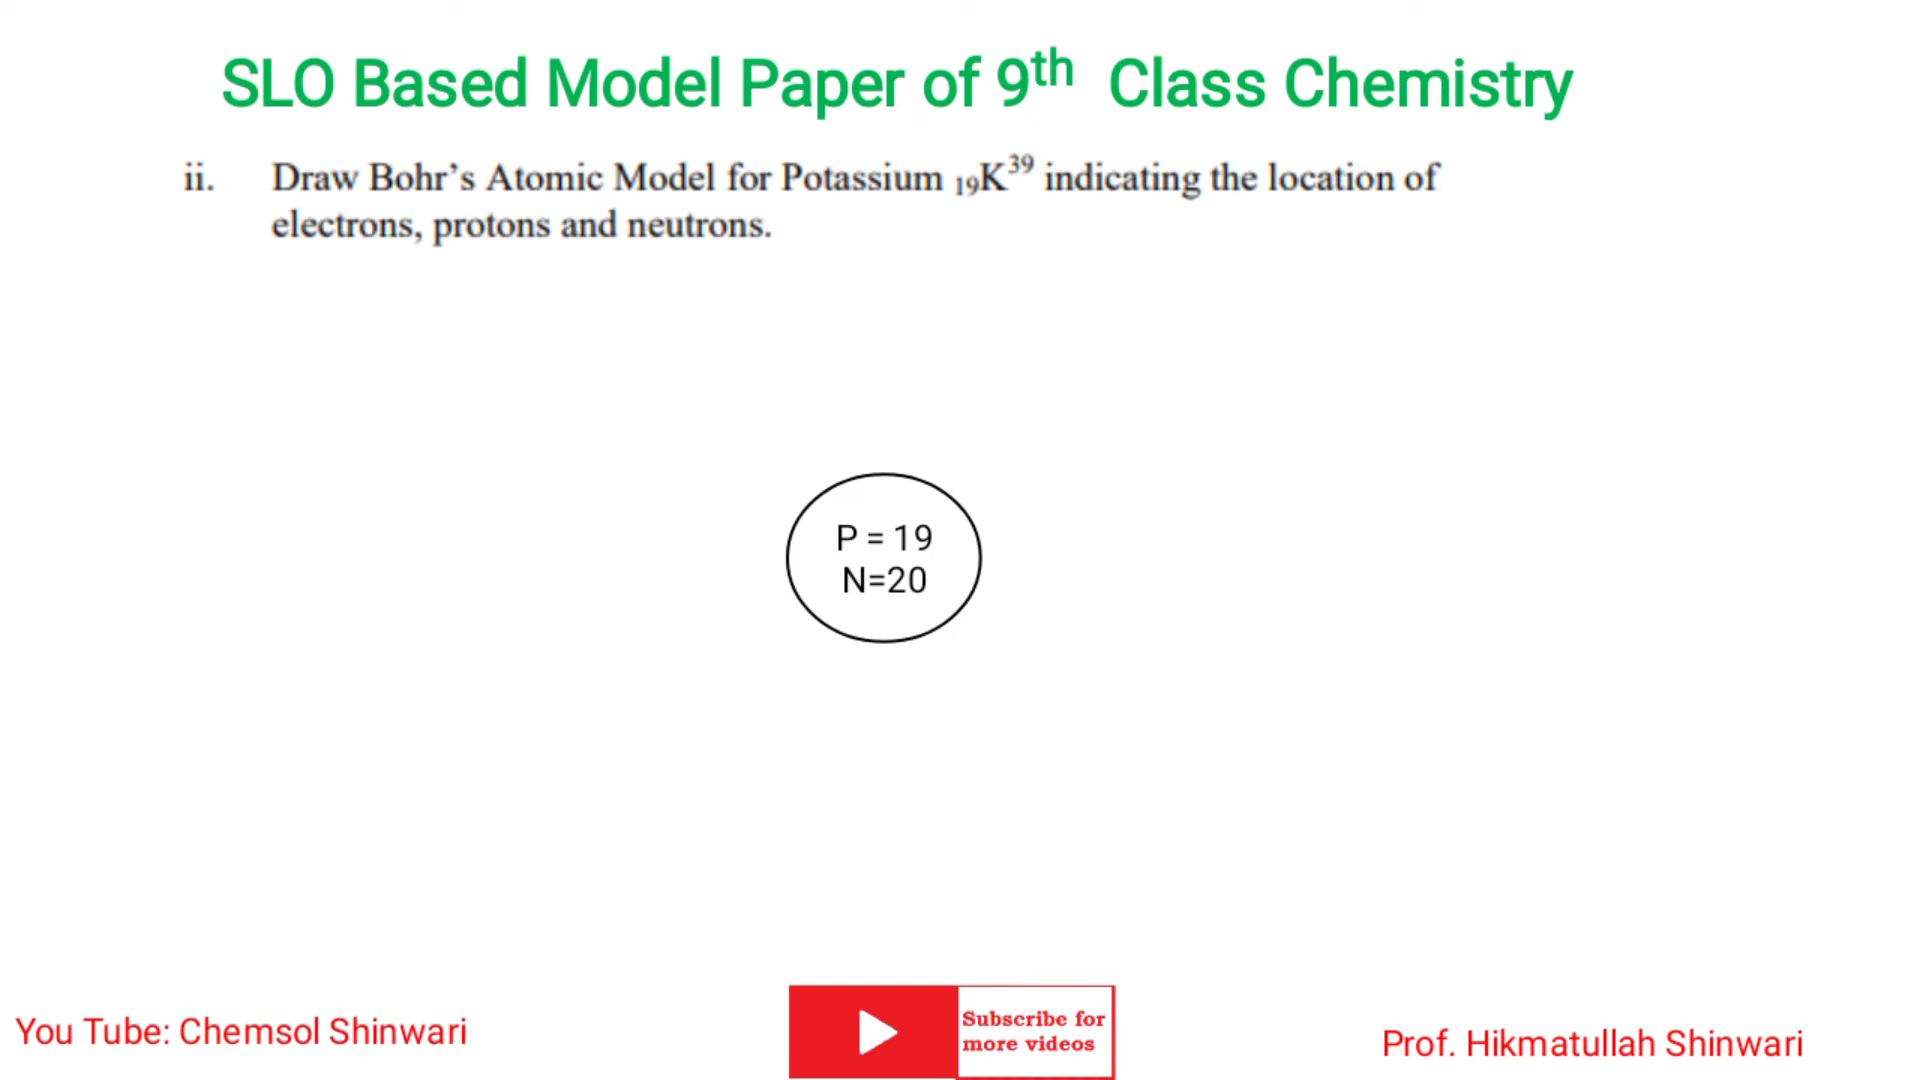 SLO Based Model Paper of 9th Class Chemistry
ii. Draw Bohr's Atomic Model for Potassium ₁₉K³⁹ indicating the location of
electrons, protons and neutrons.
P = 19
N=20
You Tube: Chemsol Shinwari
Subscribe for
more videos
Prof. Hikmatullah Shinwari